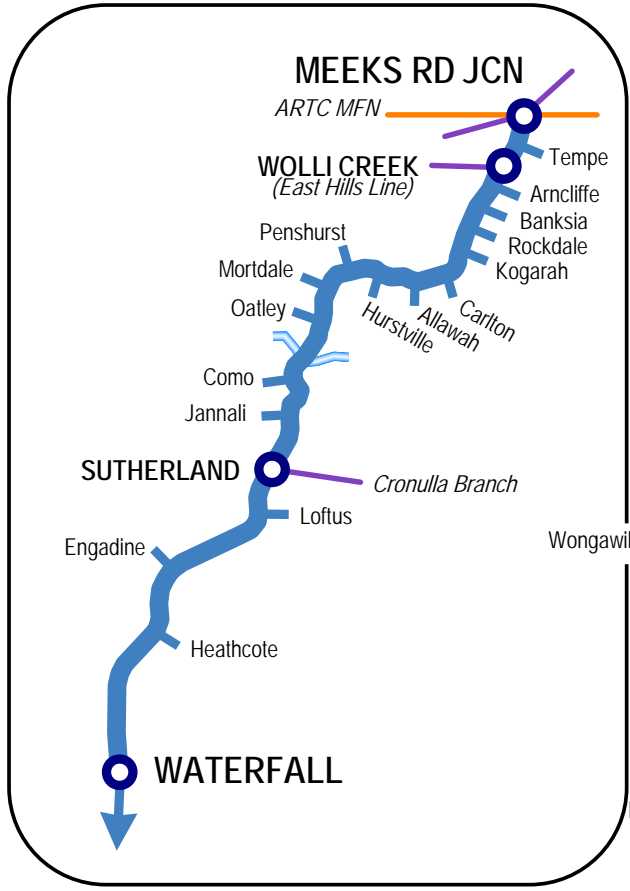 MEEKS RD JCN
ARTC MFN
Tempe
WOLLI CREEK
(East Hills Line)
Arncliffe
Banksia
Rockdale
Kogarah
Penshurst
Mortdale
Oatley
Hurstville
Allawah
Carlton
Como
Jannali
SUTHERLAND
Cronulla Branch
Loftus
Engadine
Wongawil
Heathcote
WATERFALL